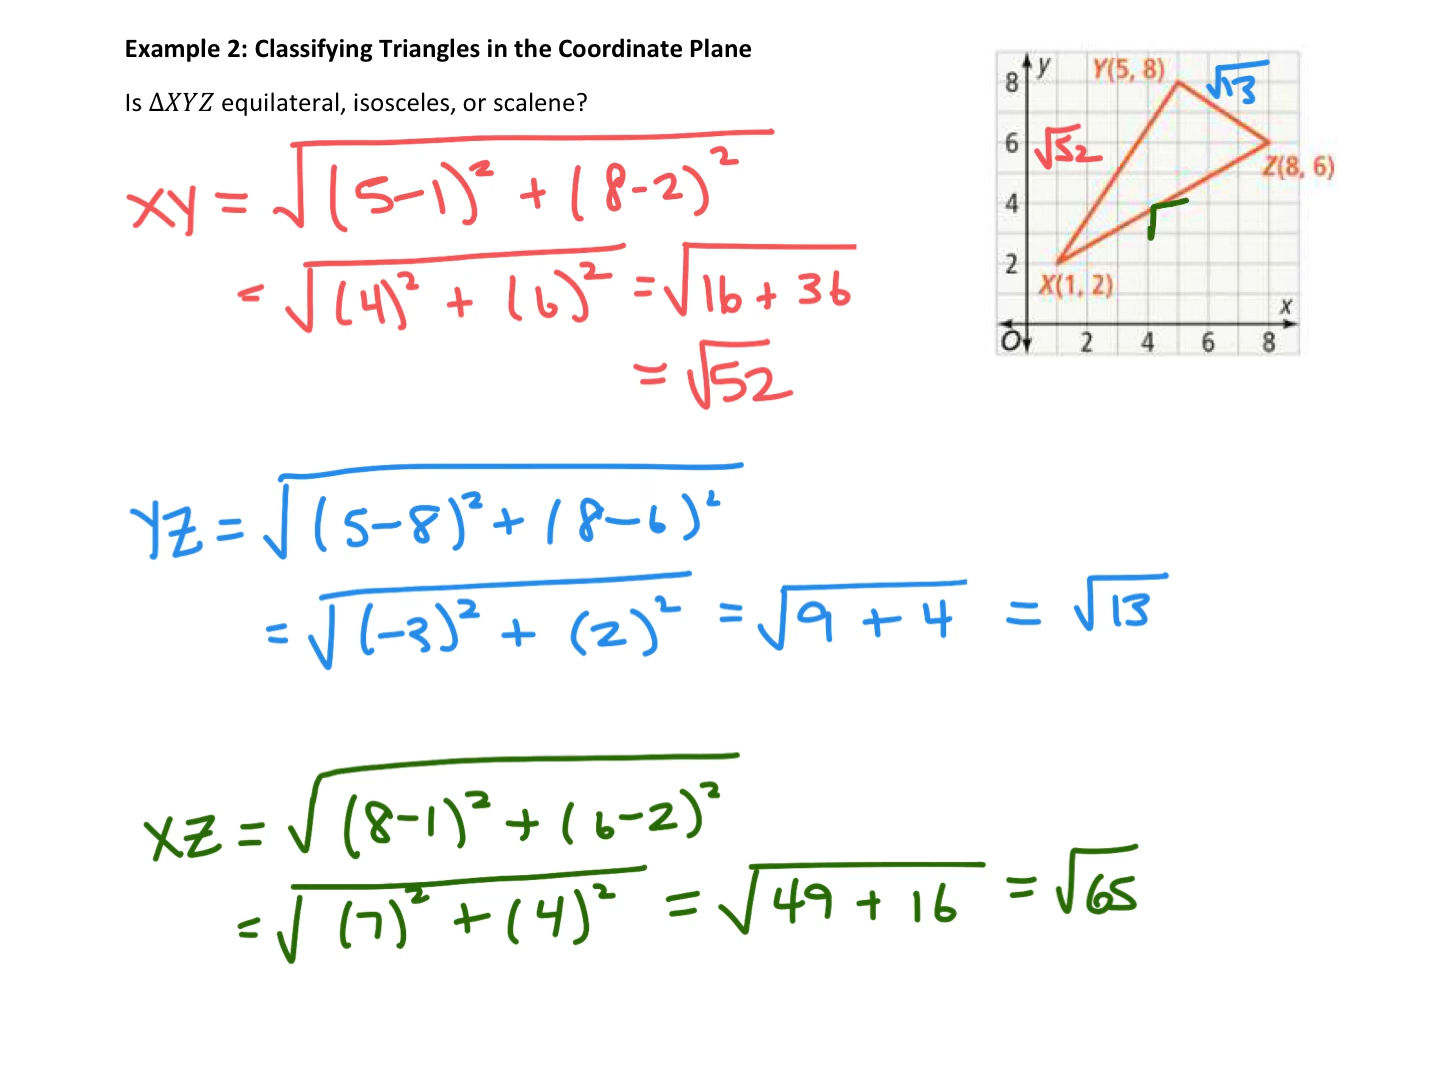 Example 2: Classifying Triangles in the Coordinate Plane
Is ΔXYZ equilateral, isosceles, or scalene?
XY = √((5-1)² + (8-2)²)
= √((4)² + (6)²) = √(16 + 36)
= √52
YZ = √((5-8)² + (8-6)²)
= √((-3)² + (2)²) = √(9 + 4) = √13
XZ = √((8-1)² + (6-2)²)
= √((7)² + (4)²) = √(49 + 16) = √65
y
8
Y(5, 8)
√13
6
√52
Z(8, 6)
4
√
2
X(1, 2)
x
O 2 4 6 8